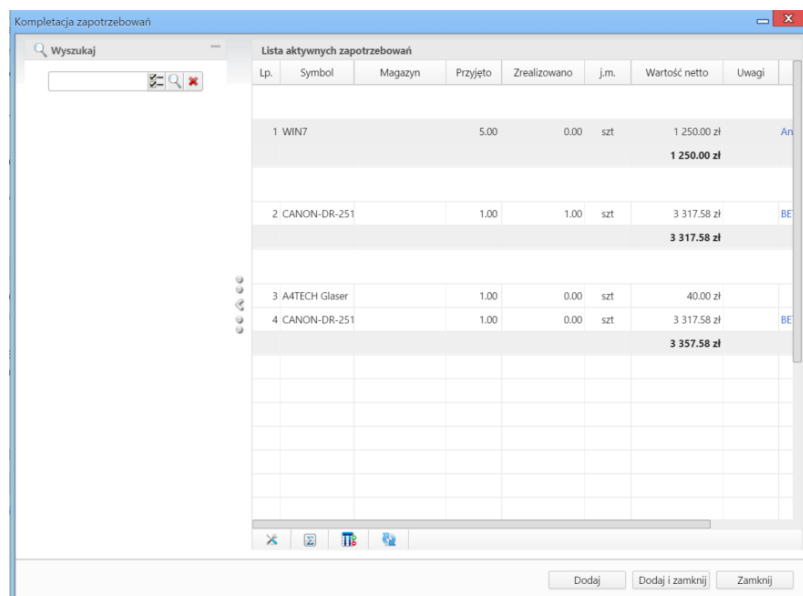 Kompletacja zapotrzebowań
Wyszukaj
Lista aktywnych zapotrzebowań
Lp. Symbol Magazyn Przyjęto Zrealizowano j.m. Wartość netto Uwagi
1 WIN7 5.00 0.00 szt 1 250.00 zł An
1 250.00 zł
2 CANON-DR-251 1.00 1.00 szt 3 317.58 zł BE
3 317.58 zł
3 A4TECH Glaser 1.00 0.00 szt 40.00 zł
4 CANON-DR-251 1.00 0.00 szt 3 317.58 zł BE
3 357.58 zł
Dodaj Dodaj i zamknij Zamknij